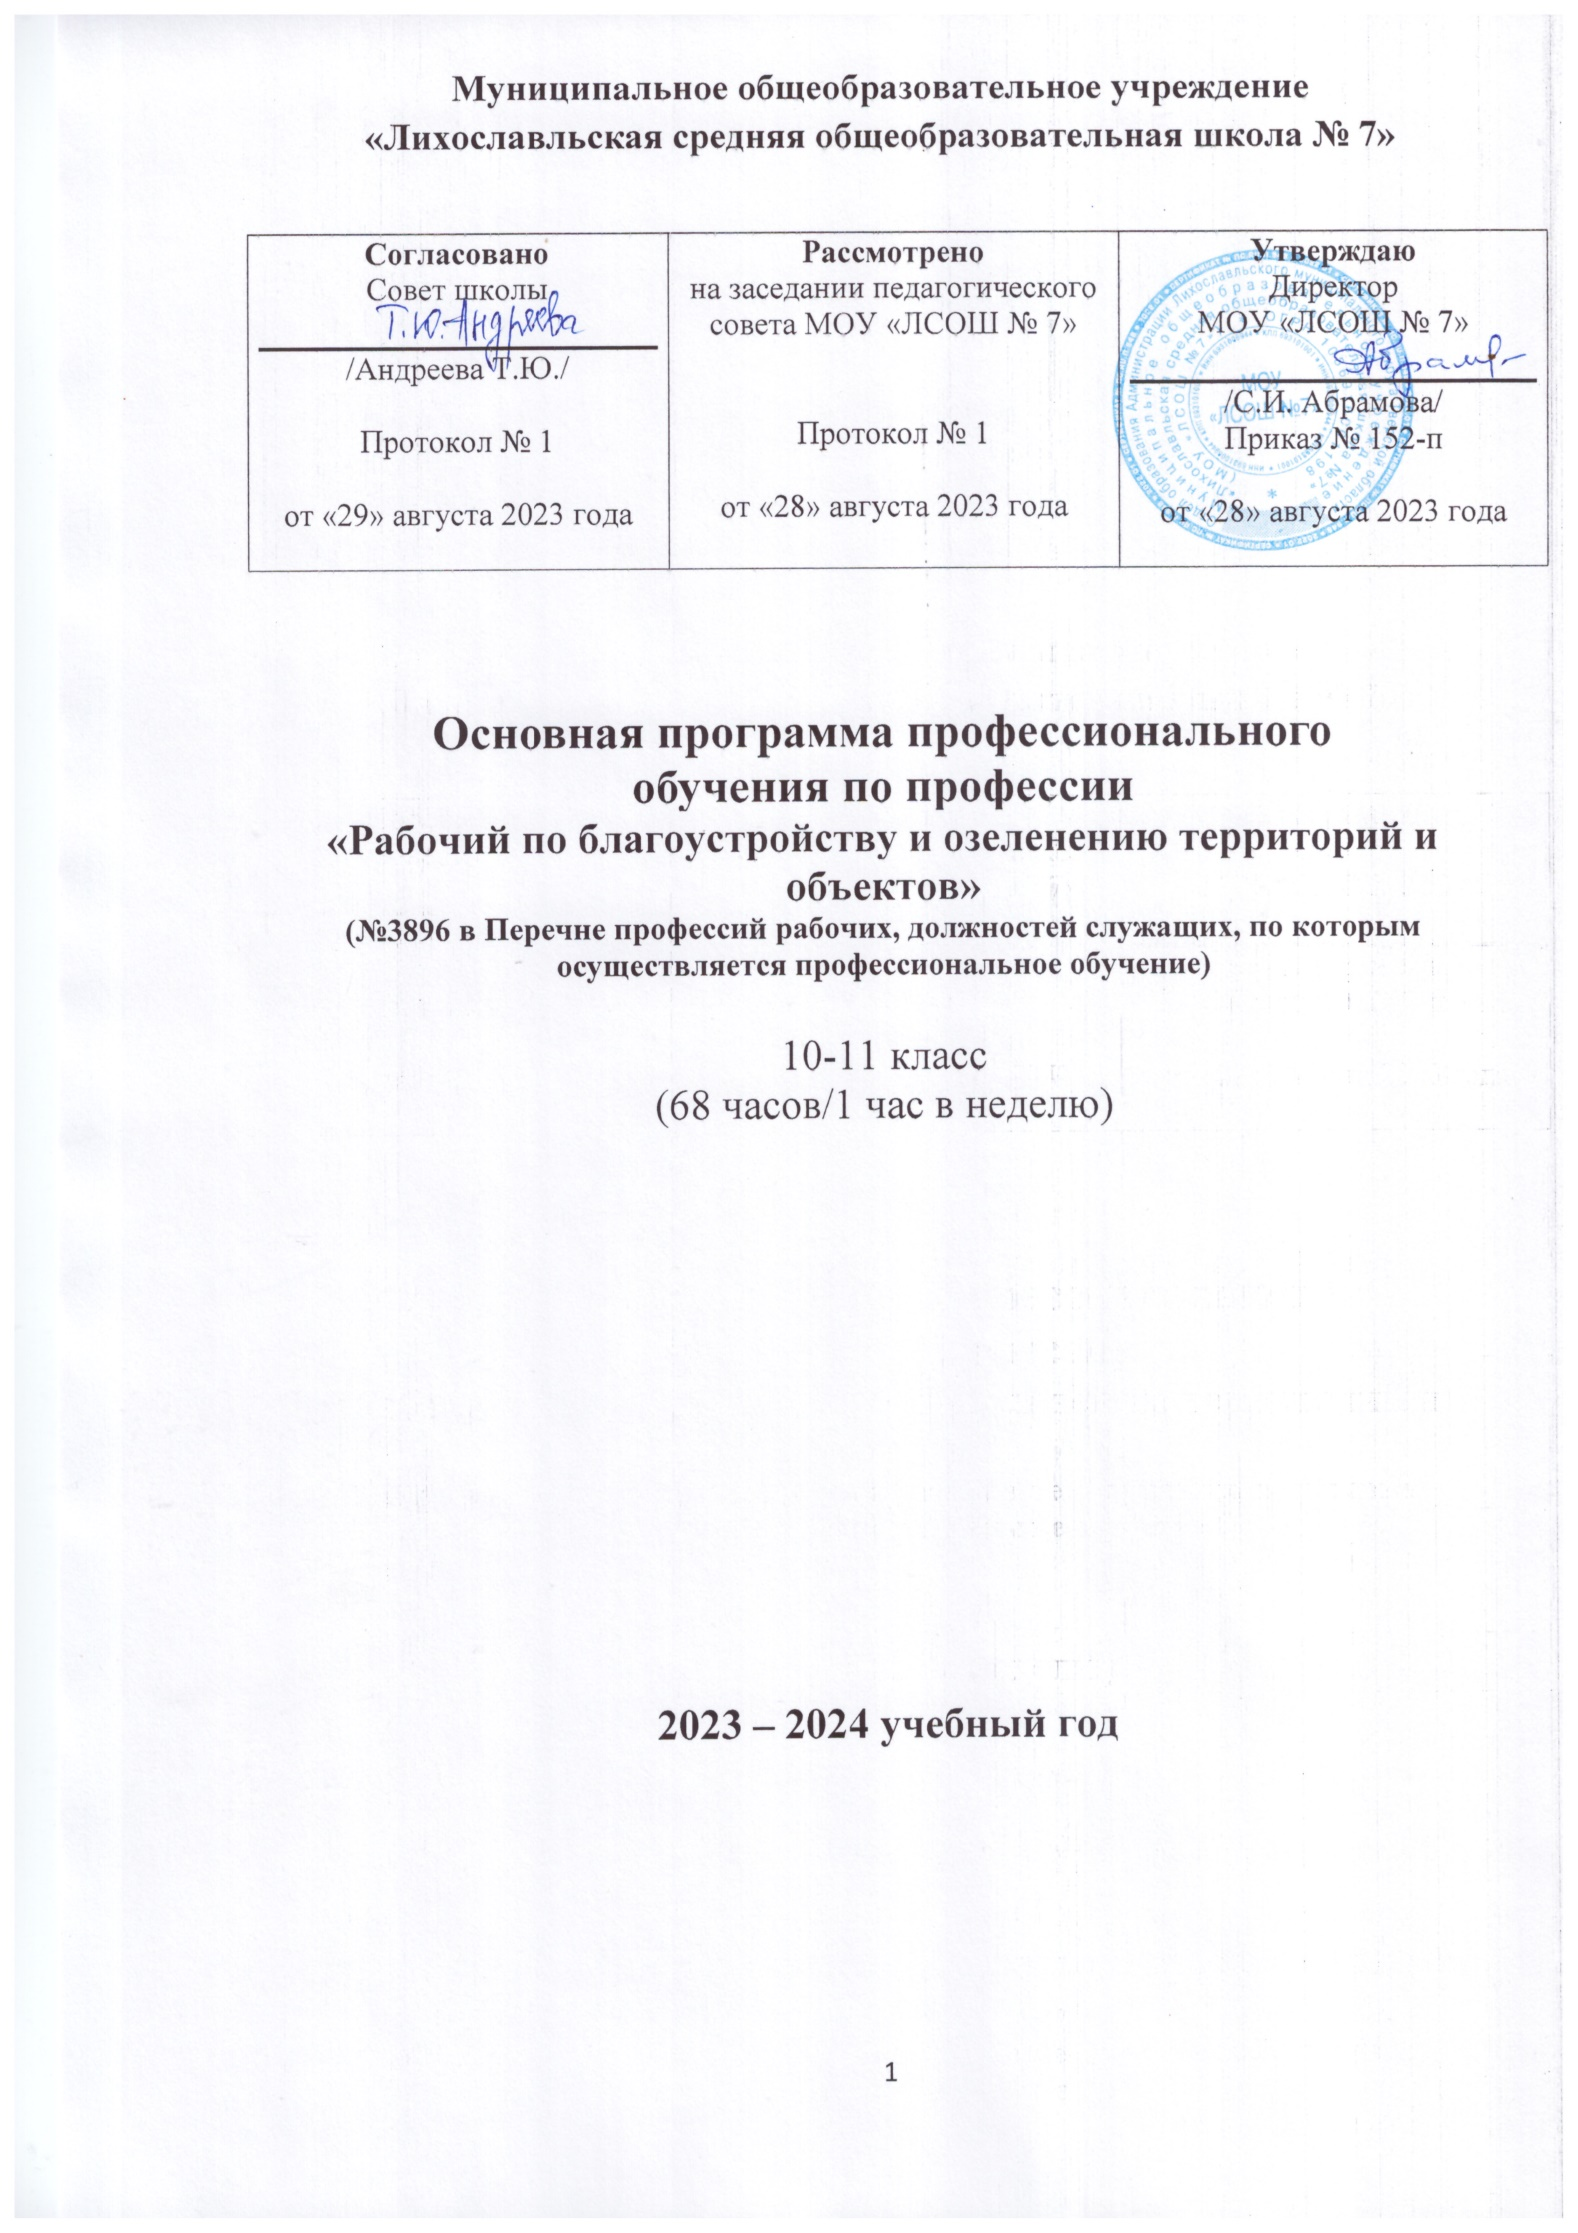 Муниципальное общеобразовательное учреждение
«Лихославльская средняя общеобразовательная школа № 7»
Согласовано
Совет школы
Т.Ю. Андреева
/Андреева Т.Ю./
Протокол № 1
от «29» августа 2023 года
Рассмотрено
на заседании педагогического
совета МОУ «ЛСОШ № 7»
Протокол № 1
от «28» августа 2023 года
Утверждаю
Директор
МОУ «ЛСОШ № 7»
/С.И. Абрамова/
Приказ № 152-п
от «28» августа 2023 года
МОУ
«ЛСОШ №7»
Основная программа профессионального
обучения по профессии
«Рабочий по благоустройству и озеленению территорий и
объектов»
(№3896 в Перечне профессий рабочих, должностей служащих, по которым
осуществляется профессиональное обучение)
10-11 класс
(68 часов/1 час в неделю)
2023 – 2024 учебный год
1